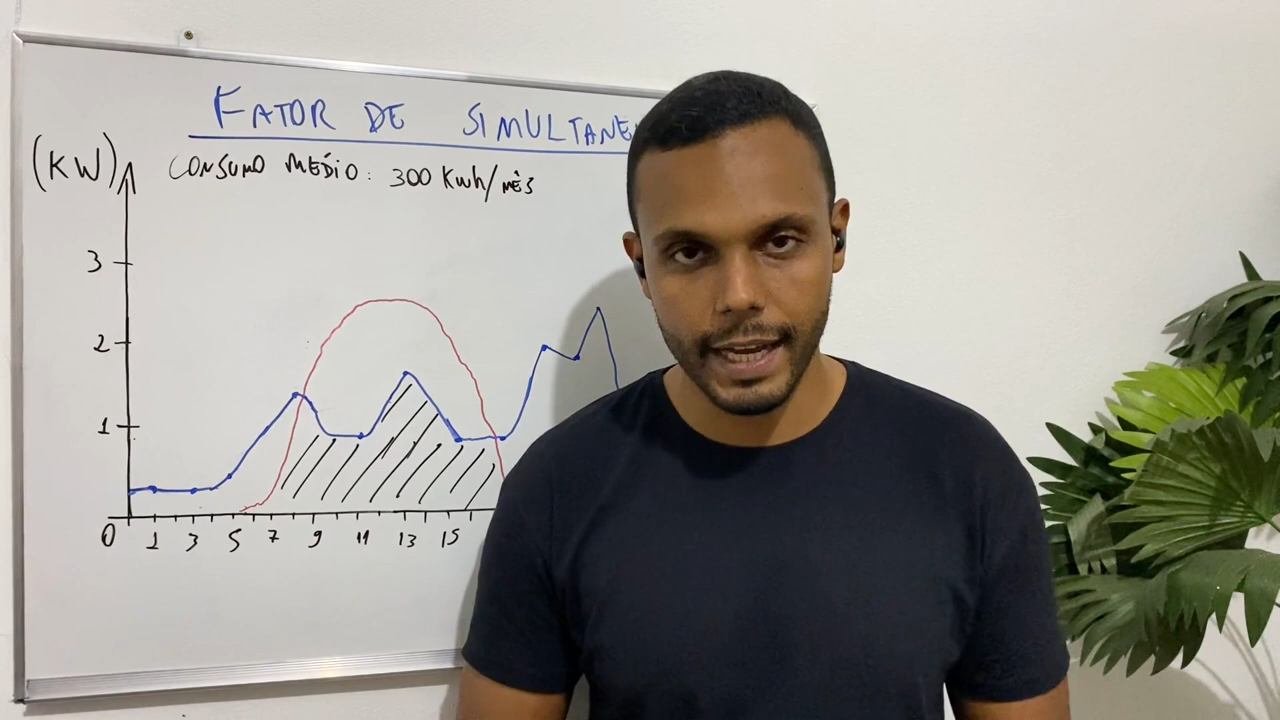 FATOR DE SIMULTANE
(KW)
CONSUMO MÉDIO: 300 KWh/MÊS
3
2
1
0 1 3 5 7 9 11 13 15